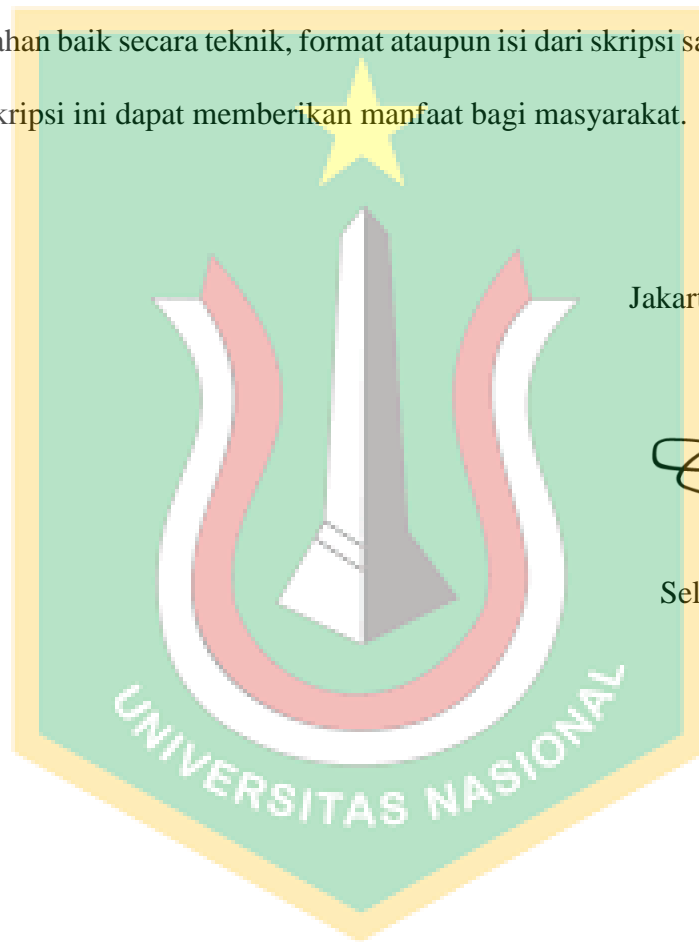 ahan baik secara teknik, format ataupun isi dari skripsi sa
kripsi ini dapat memberikan manfaat bagi masyarakat.
Jakart
Sel
UNIVERSITAS NASIONAL